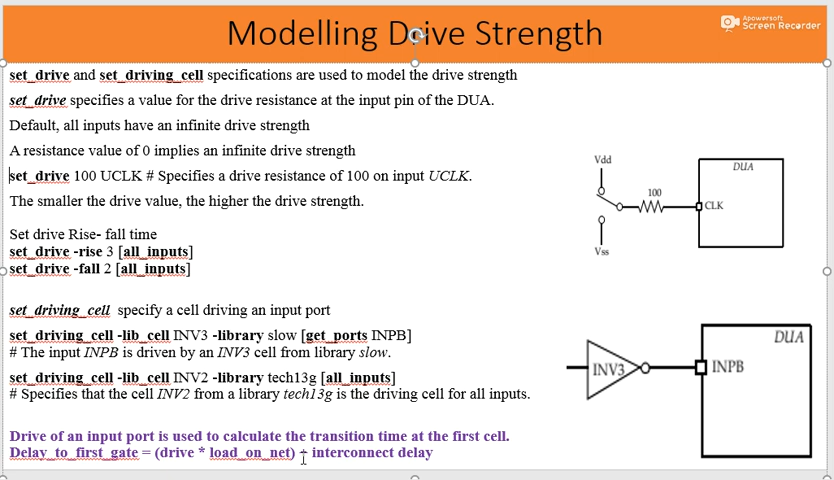 Modelling Drive Strength
Apowersoft
Screen Recorder
set_drive and set_driving_cell specifications are used to model the drive strength
set_drive specifies a value for the drive resistance at the input pin of the DUA.
Default, all inputs have an infinite drive strength
A resistance value of 0 implies an infinite drive strength
set_drive 100 UCLK # Specifies a drive resistance of 100 on input UCLK.
The smaller the drive value, the higher the drive strength.
Set drive Rise- fall time
set_drive -rise 3 [all_inputs]
set_drive -fall 2 [all_inputs]
set_driving_cell specify a cell driving an input port
set_driving_cell -lib_cell INV3 -library slow [get_ports INPB]
# The input INPB is driven by an INV3 cell from library slow.
set_driving_cell -lib_cell INV2 -library tech13g [all_inputs]
# Specifies that the cell INV2 from a library tech13g is the driving cell for all inputs.
Drive of an input port is used to calculate the transition time at the first cell.
Delay_to_first_gate = (drive * load_on_net) + interconnect delay
Vdd
DUA
100
CLK
Vss
DUA
INV3
INPB